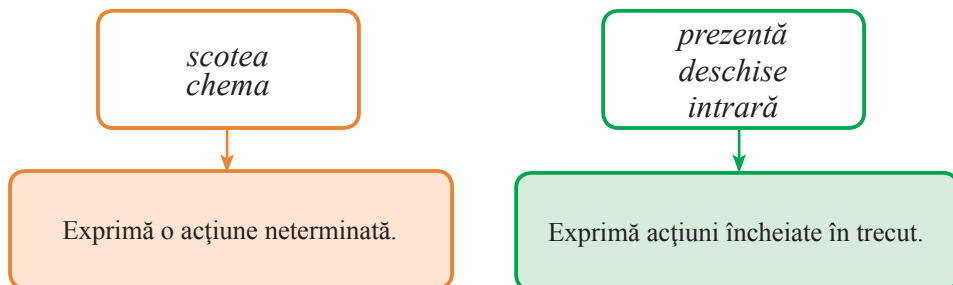 scotea
chema
prezentă
deschise
intrară
Exprimă o acţiune neterminată.
Exprimă acţiuni încheiate în trecut.